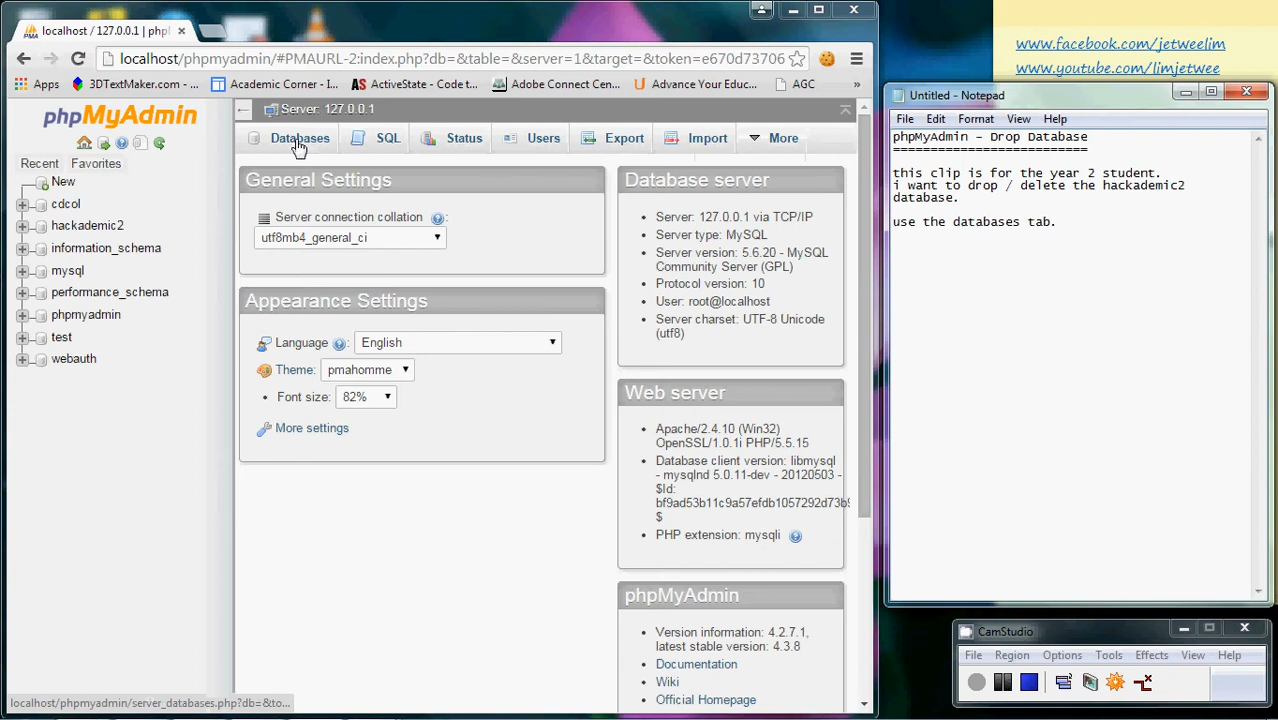 localhost / 127.0.0.1 | phpl
localhost/phpmyadmin/#PMAURL-2:index.php?db=&table=&server=1&target=&token=e670d73706
Apps
3DTextMaker.com - ...
Academic Corner - 1...
ActiveState - Code t...
Adobe Connect Cen...
Advance Your Educ...
AGC
phpMyAdmin
Recent
Favorites
New
cdcol
hackademic2
information_schema
mysql
performance_schema
phpmyadmin
test
webauth
Server: 127.0.0.1
Databases
SQL
Status
Users
Export
Import
More
General Settings
Server connection collation :
utf8mb4_general_ci
Appearance Settings
Language : English
Theme: pmahomme
• Font size: 82%
More settings
Database server
• Server: 127.0.0.1 via TCP/IP
• Server type: MySQL
• Server version: 5.6.20 - MySQL
Community Server (GPL)
• Protocol version: 10
• User: root@localhost
• Server charset: UTF-8 Unicode
(utf8)
Web server
• Apache/2.4.10 (Win32)
OpenSSL/1.0.1i PHP/5.5.15
• Database client version: libmysql
- mysqlnd 5.0.11-dev - 20120503 -
$Id:
bf9ad53b11c9a57efdb1057292d73b9
$
• PHP extension: mysqli
phpMyAdmin
• Version information: 4.2.7.1,
latest stable version: 4.3.8
• Documentation
• Wiki
• Official Homepage
localhost/phpmyadmin/server_databases.php?db=&to...
www.facebook.com/jetweelim
www.youtube.com/limjetwee
Untitled - Notepad
File Edit Format View Help
phpMyAdmin - Drop Database
==========================
this clip is for the year 2 student.
i want to drop / delete the hackademic2
database.
use the databases tab.
CamStudio
File Region Options Tools Effects View Help